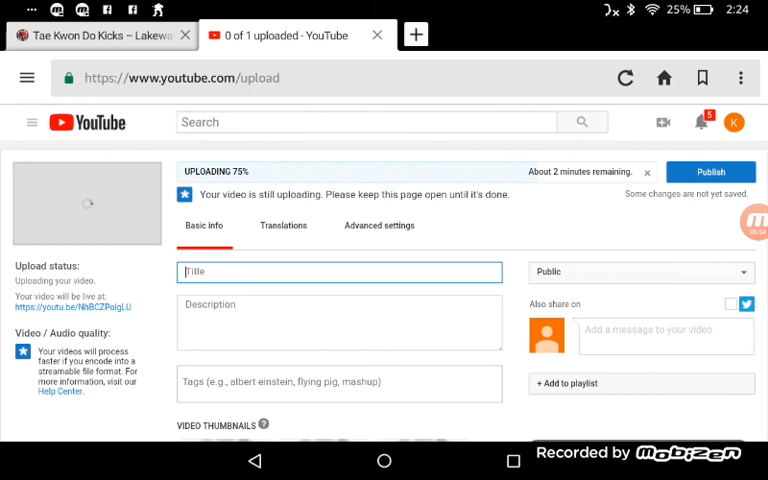 25% 2:24
Tae Kwon Do Kicks – Lakeway
0 of 1 uploaded - YouTube
https://www.youtube.com/upload
YouTube
Search
5
K
UPLOADING 75%
About 2 minutes remaining.
Publish
Your video is still uploading. Please keep this page open until it's done.
Some changes are not yet saved.
Basic info
Translations
Advanced settings
00:54
Upload status:
Uploading your video.
Your video will be live at:
https://youtu.be/NhBCZPolgLU
Title
Public
Description
Also share on
Add a message to your video
Video / Audio quality:
Your videos will process
faster if you encode into a
streamable file format. For
more information, visit our
Help Center.
Tags (e.g., albert einstein, flying pig, mashup)
+ Add to playlist
VIDEO THUMBNAILS ?
Recorded by mobizen